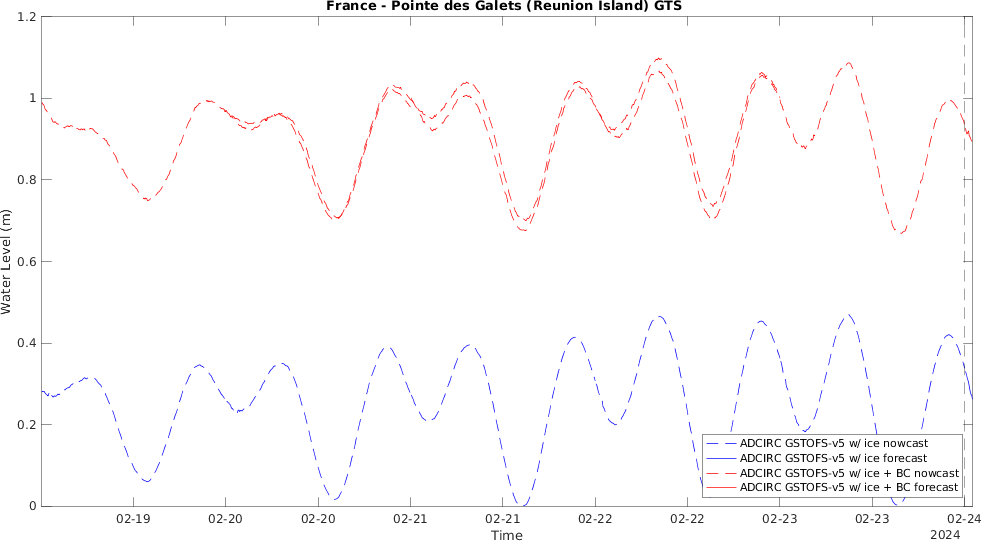 France - Pointe des Galets (Reunion Island) GTS
1.2
1
0.8
0.6
0.4
0.2
0
Water Level (m)
ADCIRC GSTOFS-v5 w/ ice nowcast
ADCIRC GSTOFS-v5 w/ ice forecast
ADCIRC GSTOFS-v5 w/ ice + BC nowcast
ADCIRC GSTOFS-v5 w/ ice + BC forecast
02-19 02-20 02-20 02-21 02-21 02-22 02-22 02-23 02-23 02-24
Time
2024